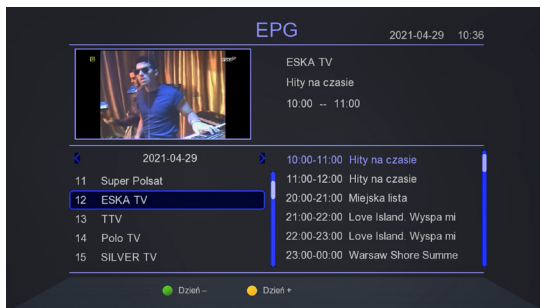 EPG
2021-04-29 10:36
ESKA TV
Hity na czasie
10:00 -- 11:00
2021-04-29
11 Super Polsat
12 ESKA TV
13 TTV
14 Polo TV
15 SILVER TV
10:00-11:00 Hity na czasie
11:00-12:00 Hity na czasie
20:00-21:00 Miejska lista
21:00-22:00 Love Island. Wyspa mi
22:00-23:00 Love Island. Wyspa mi
23:00-00:00 Warsaw Shore Summe
Dzień – Dzień +